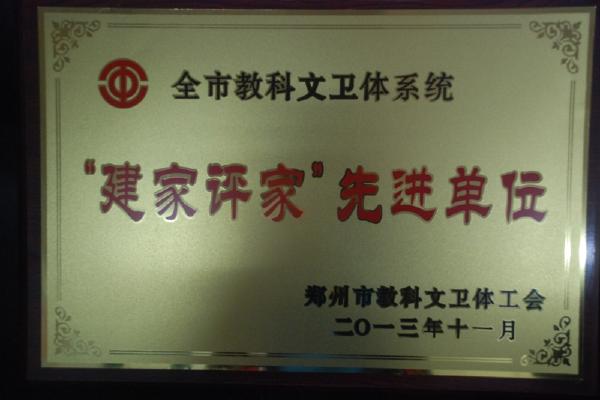 全市教科文卫体系统
“建家评家”先进单位
郑州市教科文卫体工会
二〇一三年十一月